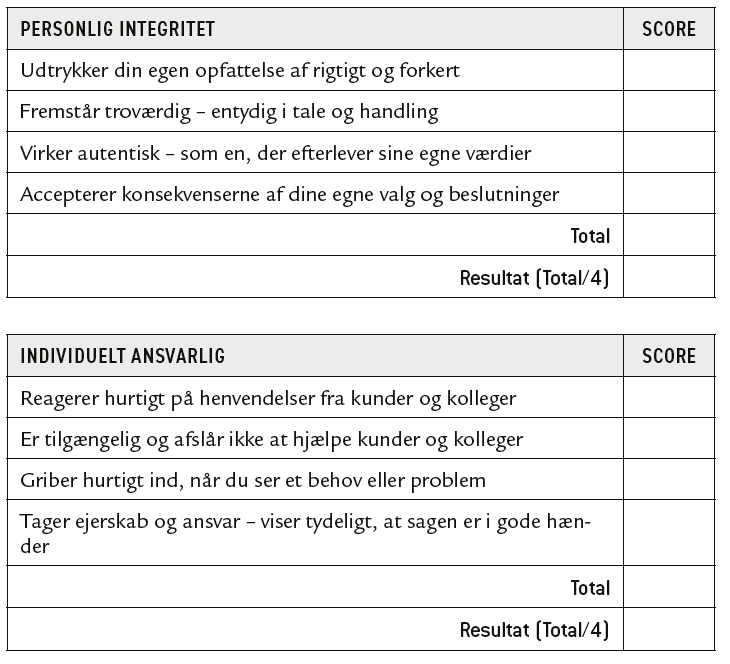 PERSONLIG INTEGRITET SCORE
Udtrykker din egen opfattelse af rigtigt og forkert
Fremstår troværdig – entydig i tale og handling
Virker autentisk – som en, der efterlever sine egne værdier
Accepterer konsekvenserne af dine egne valg og beslutninger
Total
Resultat (Total/4)
INDIVIDUELT ANSVARLIG SCORE
Reagerer hurtigt på henvendelser fra kunder og kolleger
Er tilgængelig og afslår ikke at hjælpe kunder og kolleger
Griber hurtigt ind, når du ser et behov eller problem
Tager ejerskab og ansvar – viser tydeligt, at sagen er i gode hæn-
der
Total
Resultat (Total/4)